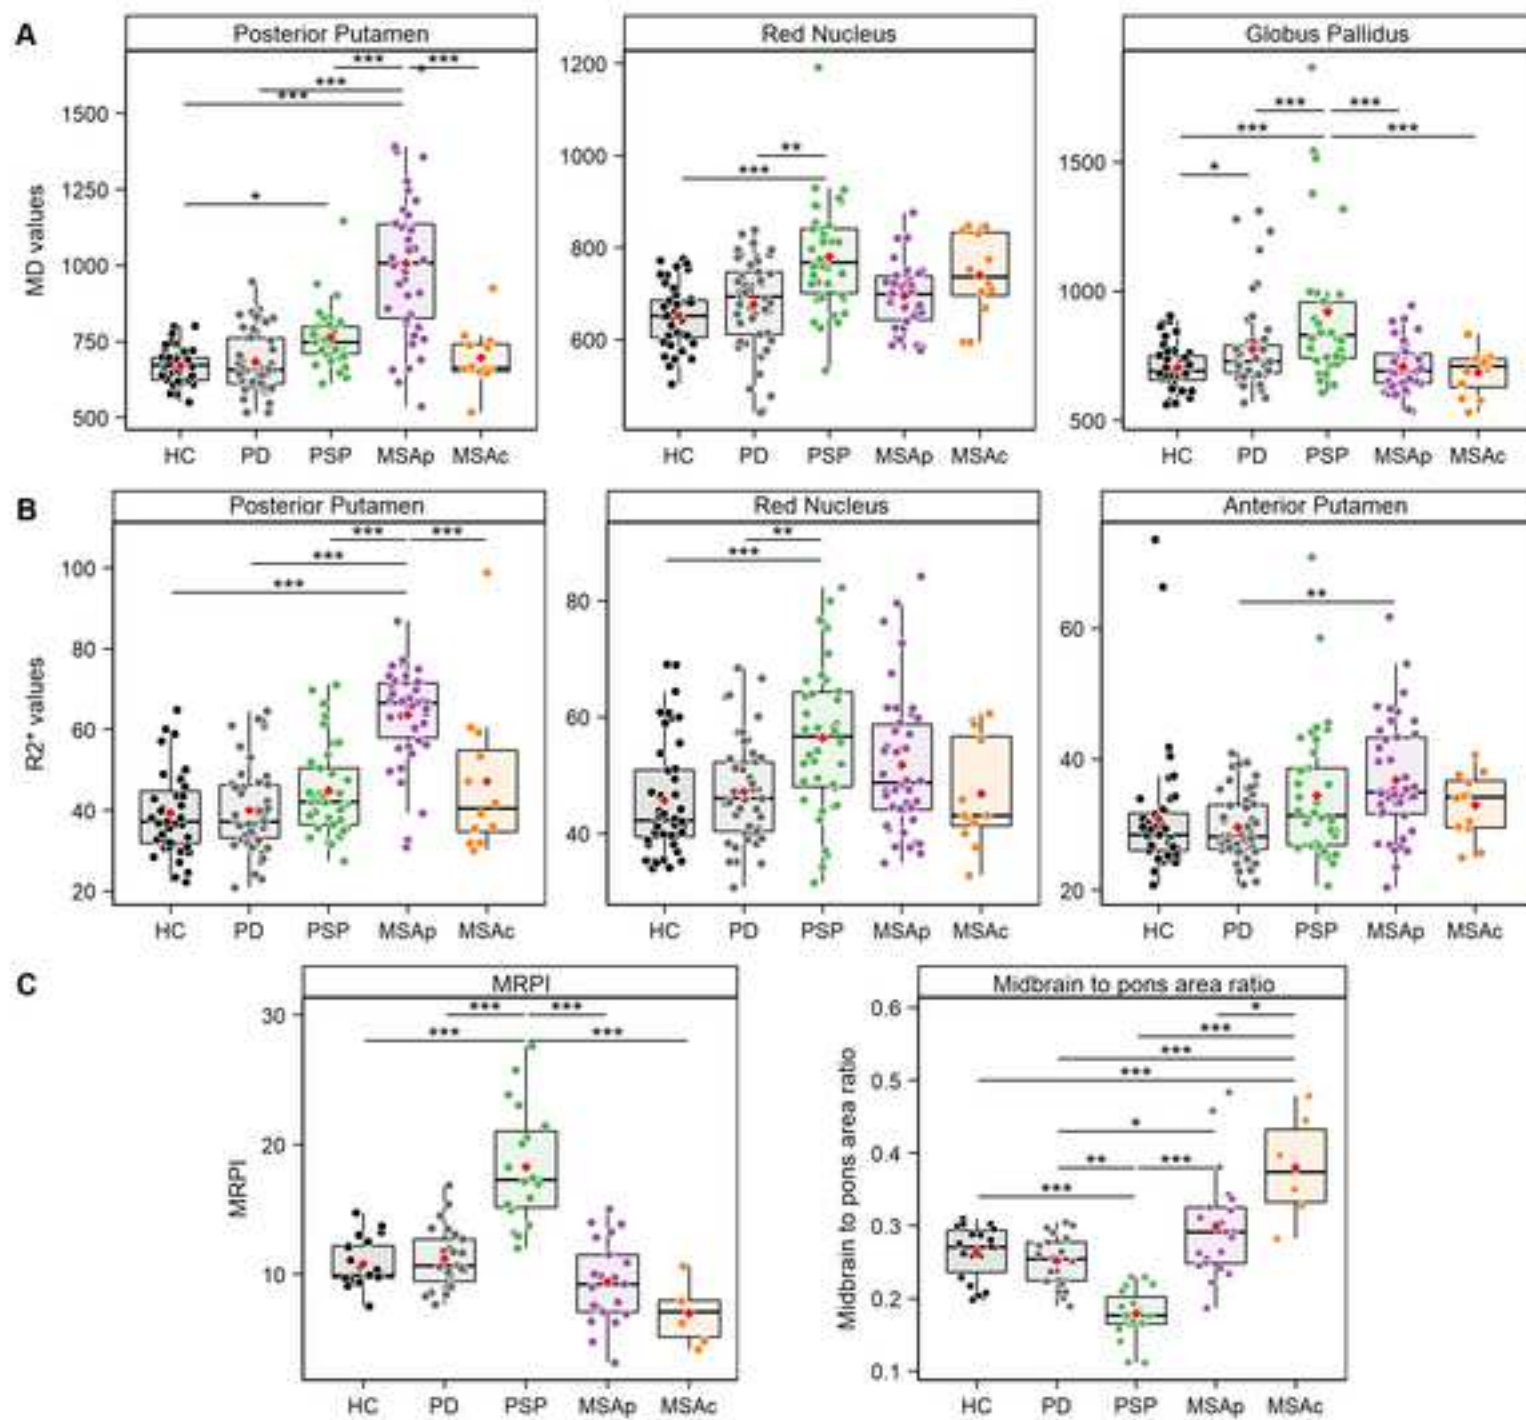 A
Posterior Putamen
Red Nucleus
Globus Pallidus
MD values
1500
1250
1000
750
500
*** ***
***
***
*
HC PD PSP MSAp MSAc
1200
1000
800
600
**
***
HC PD PSP MSAp MSAc
1500
1000
500
*** ***
*** ***
*
HC PD PSP MSAp MSAc
B
Posterior Putamen
Red Nucleus
Anterior Putamen
R2* values
100
80
60
40
20
*** ***
***
***
HC PD PSP MSAp MSAc
80
60
40
**
***
HC PD PSP MSAp MSAc
60
40
20
**
HC PD PSP MSAp MSAc
C
MRPI
Midbrain to pons area ratio
MRPI
30
20
10
*** ***
*** ***
HC PD PSP MSAp MSAc
Midbrain to pons area ratio
0.6
0.5
0.4
0.3
0.2
0.1
*
***
***
***
*
** ***
***
HC PD PSP MSAp MSAc